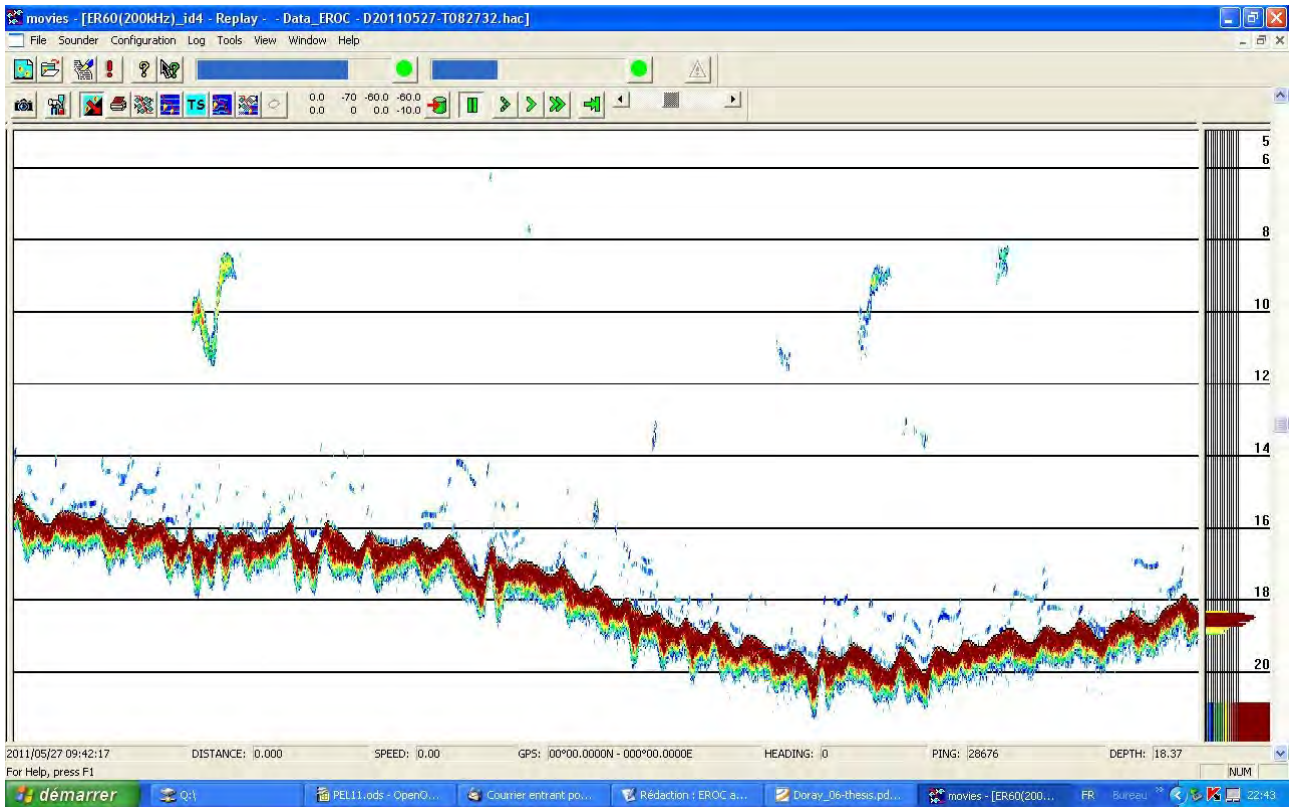 movies - [ER60(200kHz)_id4 - Replay - - Data_EROC - D20110527-T082732.hac]
File Sounder Configuration Log Tools View Window Help
TS
0.0 -70 -60.0 -60.0
0.0 0 0.0 -10.0
5
6
8
10
12
14
16
18
20
2011/05/27 09:42:17 DISTANCE: 0.000 SPEED: 0.00 GPS: 00°00.0000N - 000°00.0000E HEADING: 0 PING: 28676 DEPTH: 18.37
For Help, press F1 NUM
démarrer Q:\ PEL11.ods - OpenO... Courrier entrant po... Rédaction : EROC a... Doray_06-thesis.pd... movies - [ER60(200... FR Bureau » 22:43